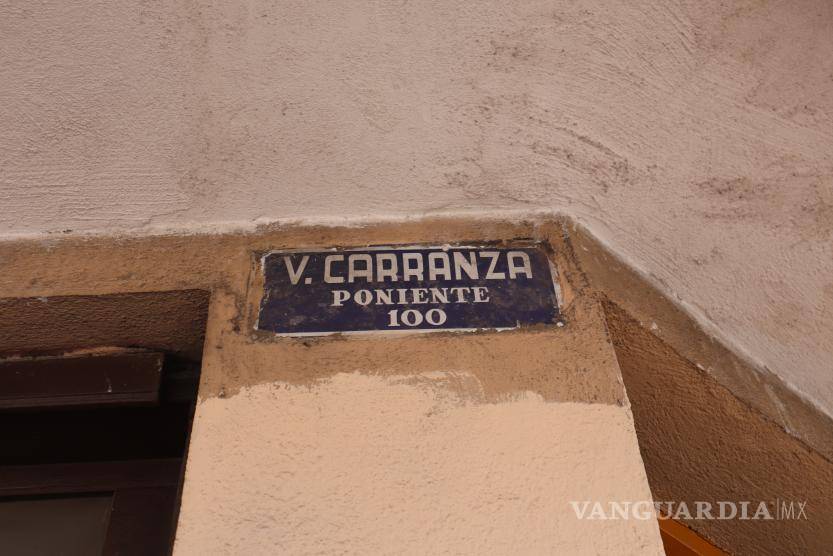 V. CARRANZA
PONIENTE
100
VANGUARDIA|MX